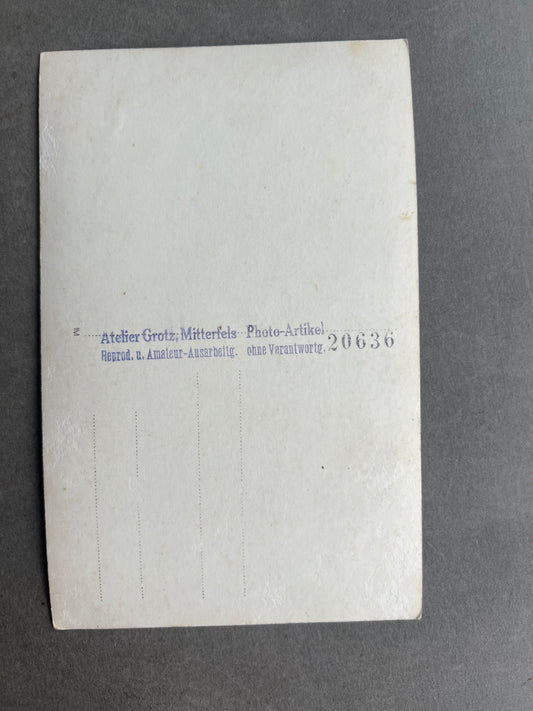 M
Atelier Grotz, Mitterfels Photo-Artikel
Reprod. u. Amateur-Ausarbeitg. ohne Verantwortg. 20636